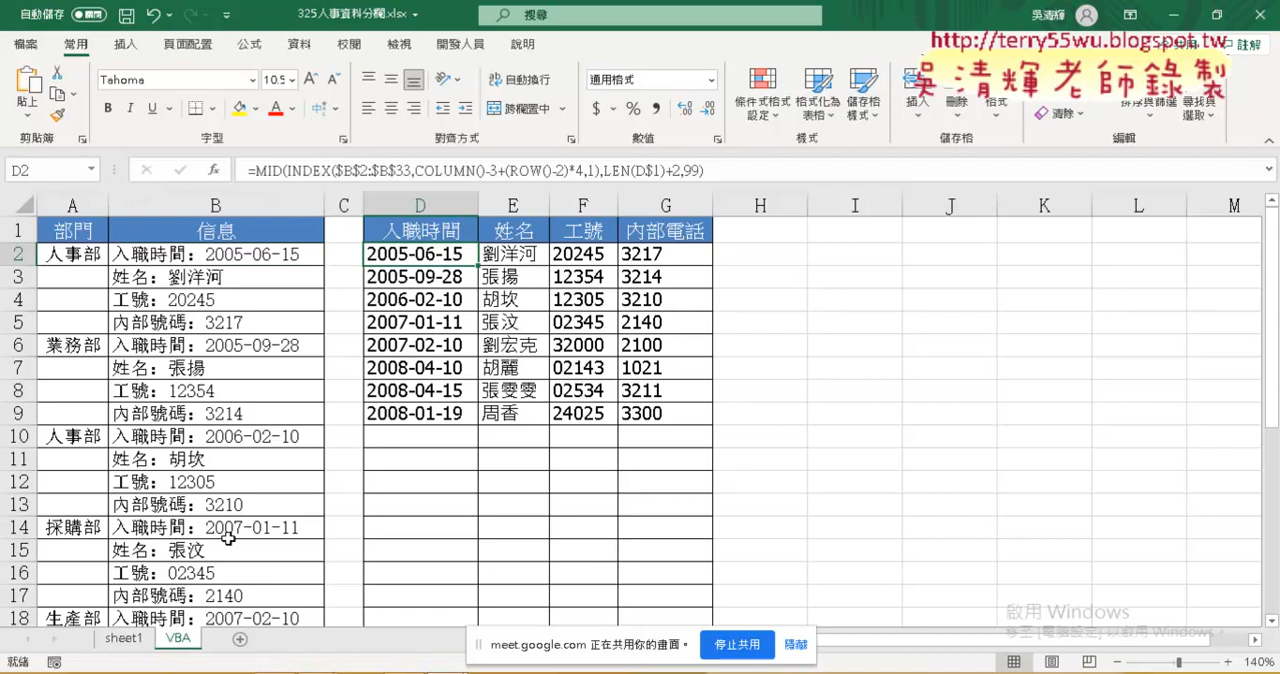 自動儲存 關閉 325人事資料分欄.xlsx 搜尋 吳清輝
檔案 常用 插入 頁面配置 公式 資料 校閱 檢視 開發人員 說明 註解
http://terry55wu.blogspot.tw
吳清輝老師錄製
貼上 Tahoma 10.5 自動換行 通用格式 條件式格式設定 格式化為表格 儲存格樣式 插入 刪除 格式 排序與篩選 尋找與選取
B I U 跨欄置中 $ % 清除
剪貼簿 字型 對齊方式 數值 樣式 儲存格 編輯
D2 fx =MID(INDEX($B$2:$B$33,COLUMN()-3+(ROW()-2)*4,1),LEN(D$1)+2,99)
A B C D E F G H I J K L M
1 部門 信息 入職時間 姓名 工號 內部電話
2 人事部 入職時間：2005-06-15 2005-06-15 劉洋河 20245 3217
3 姓名：劉洋河 2005-09-28 張揚 12354 3214
4 工號：20245 2006-02-10 胡坎 12305 3210
5 內部號碼：3217 2007-01-11 張汶 02345 2140
6 業務部 入職時間：2005-09-28 2007-02-10 劉宏克 32000 2100
7 姓名：張揚 2008-04-10 胡麗 02143 1021
8 工號：12354 2008-04-15 張雯雯 02534 3211
9 內部號碼：3214 2008-01-19 周香 24025 3300
10 人事部 入職時間：2006-02-10
11 姓名：胡坎
12 工號：12305
13 內部號碼：3210
14 採購部 入職時間：2007-01-11
15 姓名：張汶
16 工號：02345
17 內部號碼：2140
18 生產部 入職時間：2007-02-10
啟用 Windows
移至 [電腦設定] 以啟用 Windows。
sheet1 VBA
meet.google.com 正在共用你的畫面。 停止共用 隱藏
就緒 140%